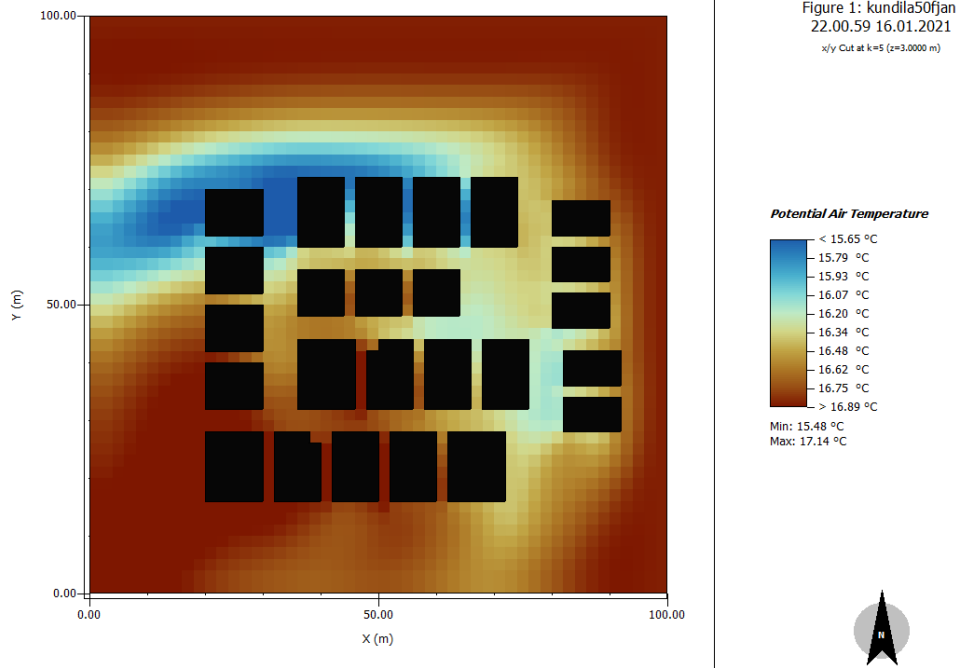 Figure 1: kundila50fjan
22.00.59 16.01.2021
x/y Cut at k=5 (z=3.0000 m)
100.00
50.00
0.00
Y (m)
0.00 50.00 100.00
X (m)
Potential Air Temperature
< 15.65 °C
15.79 °C
15.93 °C
16.07 °C
16.20 °C
16.34 °C
16.48 °C
16.62 °C
16.75 °C
> 16.89 °C
Min: 15.48 °C
Max: 17.14 °C
N